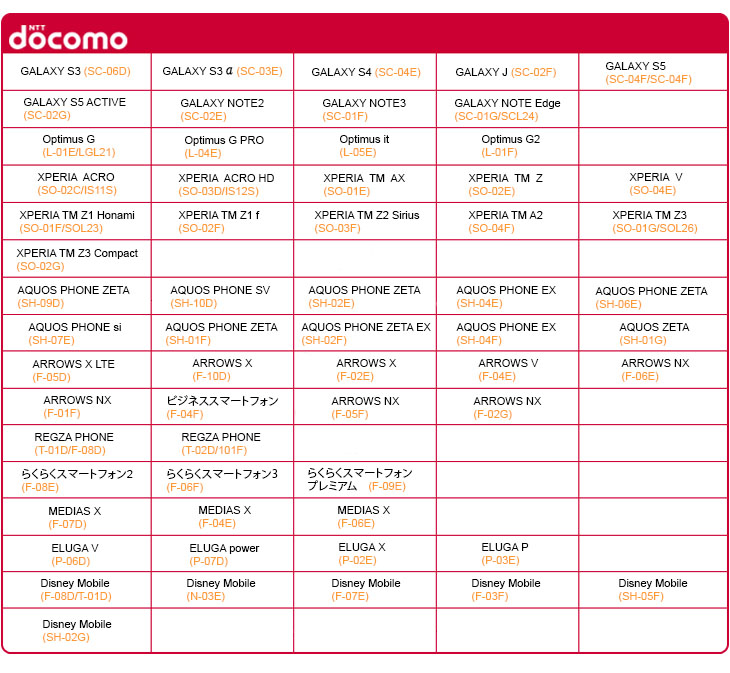 NTT
docomo
GALAXY S3 (SC-06D)
GALAXY S3 α (SC-03E)
GALAXY S4 (SC-04E)
GALAXY J (SC-02F)
GALAXY S5
(SC-04F/SC-04F)
GALAXY S5 ACTIVE
(SC-02G)
GALAXY NOTE2
(SC-02E)
GALAXY NOTE3
(SC-01F)
GALAXY NOTE Edge
(SC-01G/SCL24)
Optimus G
(L-01E/LGL21)
Optimus G PRO
(L-04E)
Optimus it
(L-05E)
Optimus G2
(L-01F)
XPERIA ACRO
(SO-02C/IS11S)
XPERIA ACRO HD
(SO-03D/IS12S)
XPERIA TM AX
(SO-01E)
XPERIA TM Z
(SO-02E)
XPERIA V
(SO-04E)
XPERIA TM Z1 Honami
(SO-01F/SOL23)
XPERIA TM Z1 f
(SO-02F)
XPERIA TM Z2 Sirius
(SO-03F)
XPERIA TM A2
(SO-04F)
XPERIA TM Z3
(SO-01G/SOL26)
XPERIA TM Z3 Compact
(SO-02G)
AQUOS PHONE ZETA
(SH-09D)
AQUOS PHONE SV
(SH-10D)
AQUOS PHONE ZETA
(SH-02E)
AQUOS PHONE EX
(SH-04E)
AQUOS PHONE ZETA
(SH-06E)
AQUOS PHONE si
(SH-07E)
AQUOS PHONE ZETA
(SH-01F)
AQUOS PHONE ZETA EX
(SH-02F)
AQUOS PHONE EX
(SH-04F)
AQUOS ZETA
(SH-01G)
ARROWS X LTE
(F-05D)
ARROWS X
(F-10D)
ARROWS X
(F-02E)
ARROWS V
(F-04E)
ARROWS NX
(F-06E)
ARROWS NX
(F-01F)
ビジネススマートフォン
(F-04F)
ARROWS NX
(F-05F)
ARROWS NX
(F-02G)
REGZA PHONE
(T-01D/F-08D)
REGZA PHONE
(T-02D/101F)
らくらくスマートフォン2
(F-08E)
らくらくスマートフォン3
(F-06F)
らくらくスマートフォン
プレミアム (F-09E)
MEDIAS X
(F-07D)
MEDIAS X
(F-04E)
MEDIAS X
(F-06E)
ELUGA V
(P-06D)
ELUGA power
(P-07D)
ELUGA X
(P-02E)
ELUGA P
(P-03E)
Disney Mobile
(F-08D/T-01D)
Disney Mobile
(N-03E)
Disney Mobile
(F-07E)
Disney Mobile
(F-03F)
Disney Mobile
(SH-05F)
Disney Mobile
(SH-02G)